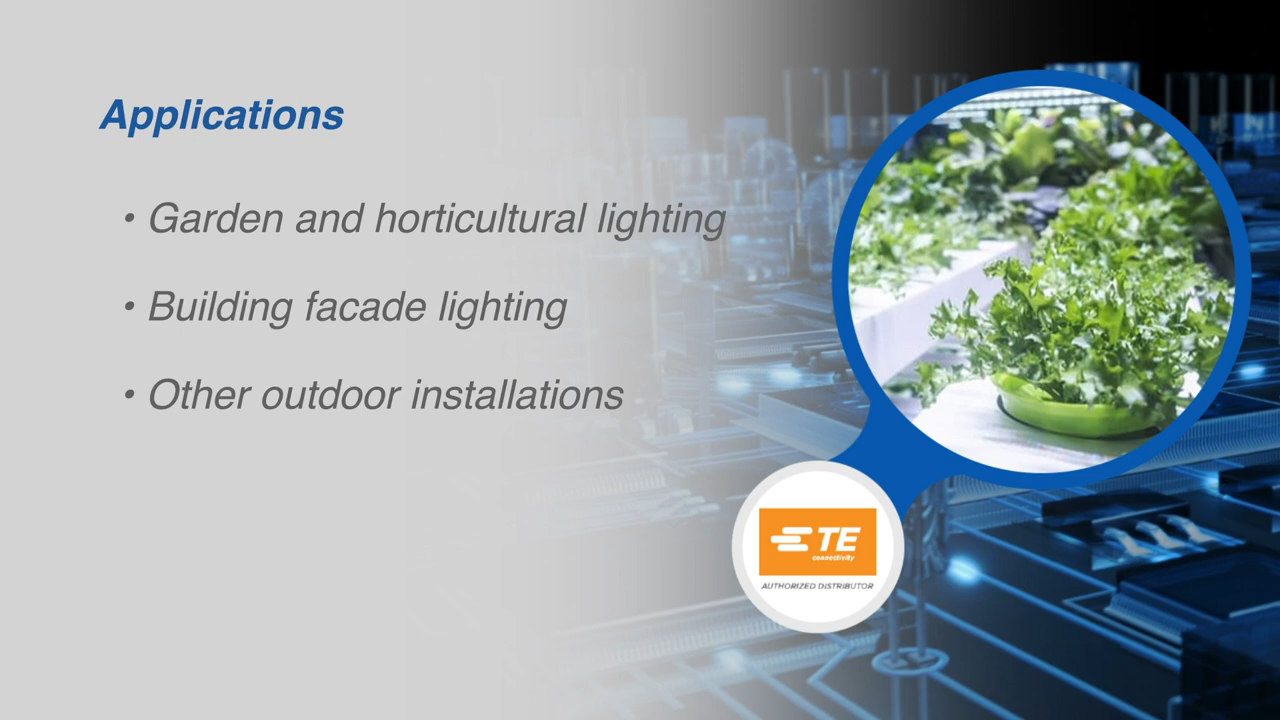 Applications
• Garden and horticultural lighting
• Building facade lighting
• Other outdoor installations
TE
connectivity
AUTHORIZED DISTRIBUTOR